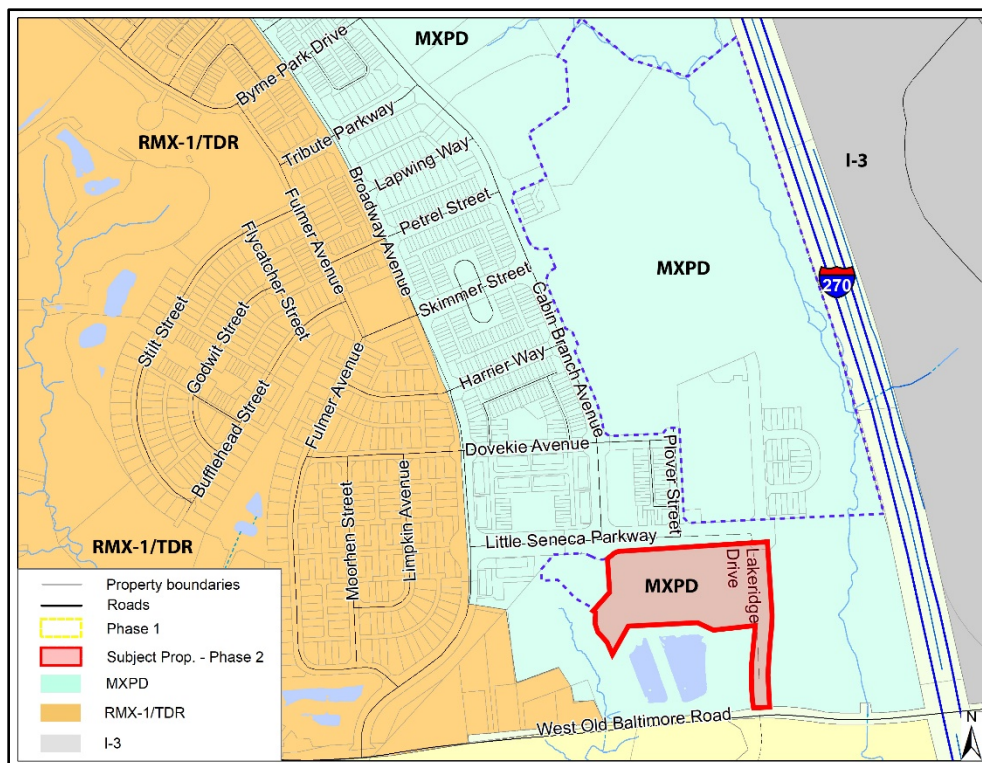 MXPD
Byrne Park Drive
RMX-1/TDR
Tribute Parkway
I-3
Lapwing Way
Broadway Avenue
Fulmer Avenue
Petrel Street
Flycatcher Street
MXPD
270
Skimmer Street
Stilt Street
Godwit Street
Cabin Branch Avenue
Harrier Way
Fulmer Avenue
Bufflehead Street
Dovekie Avenue
Plover Street
Moorhen Street
Limpkin Avenue
Little Seneca Parkway
RMX-1/TDR
MXPD
Lakeridge
Drive
Property boundaries
Roads
Phase 1
Subject Prop. - Phase 2
MXPD
RMX-1/TDR
I-3
West Old Baltimore Road
N